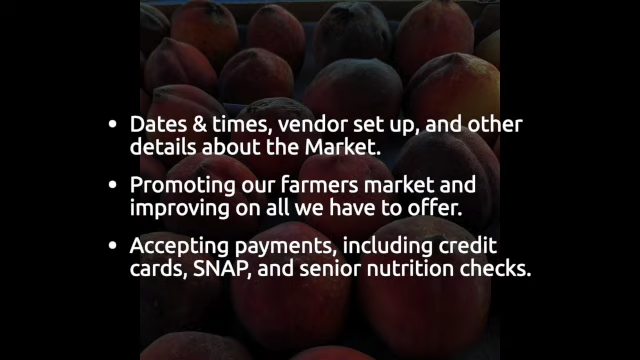 • Dates & times, vendor set up, and other
details about the Market.
• Promoting our farmers market and
improving on all we have to offer.
• Accepting payments, including credit
cards, SNAP, and senior nutrition checks.